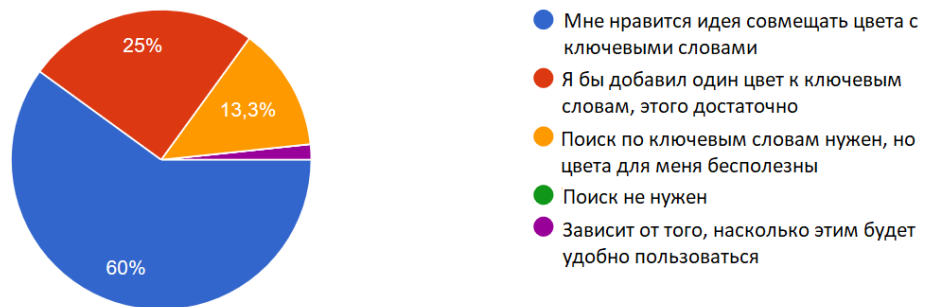 25%
13,3%
60%
Мне нравится идея совмещать цвета с
ключевыми словами
Я бы добавил один цвет к ключевым
словам, этого достаточно
Поиск по ключевым словам нужен, но
цвета для меня бесполезны
Поиск не нужен
Зависит от того, насколько этим будет
удобно пользоваться